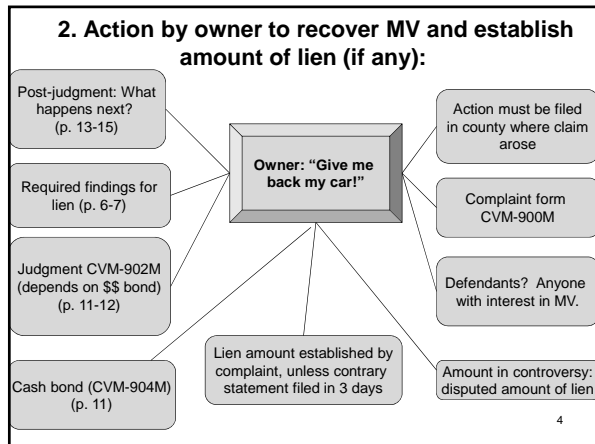 2. Action by owner to recover MV and establish
amount of lien (if any):
Post-judgment: What
happens next?
(p. 13-15)
Required findings for
lien (p. 6-7)
Judgment CVM-902M
(depends on $$ bond)
(p. 11-12)
Cash bond (CVM-904M)
(p. 11)
Owner: “Give me
back my car!”
Lien amount established by
complaint, unless contrary
statement filed in 3 days
Action must be filed
in county where claim
arose
Complaint form
CVM-900M
Defendants? Anyone
with interest in MV.
Amount in controversy:
disputed amount of lien
4